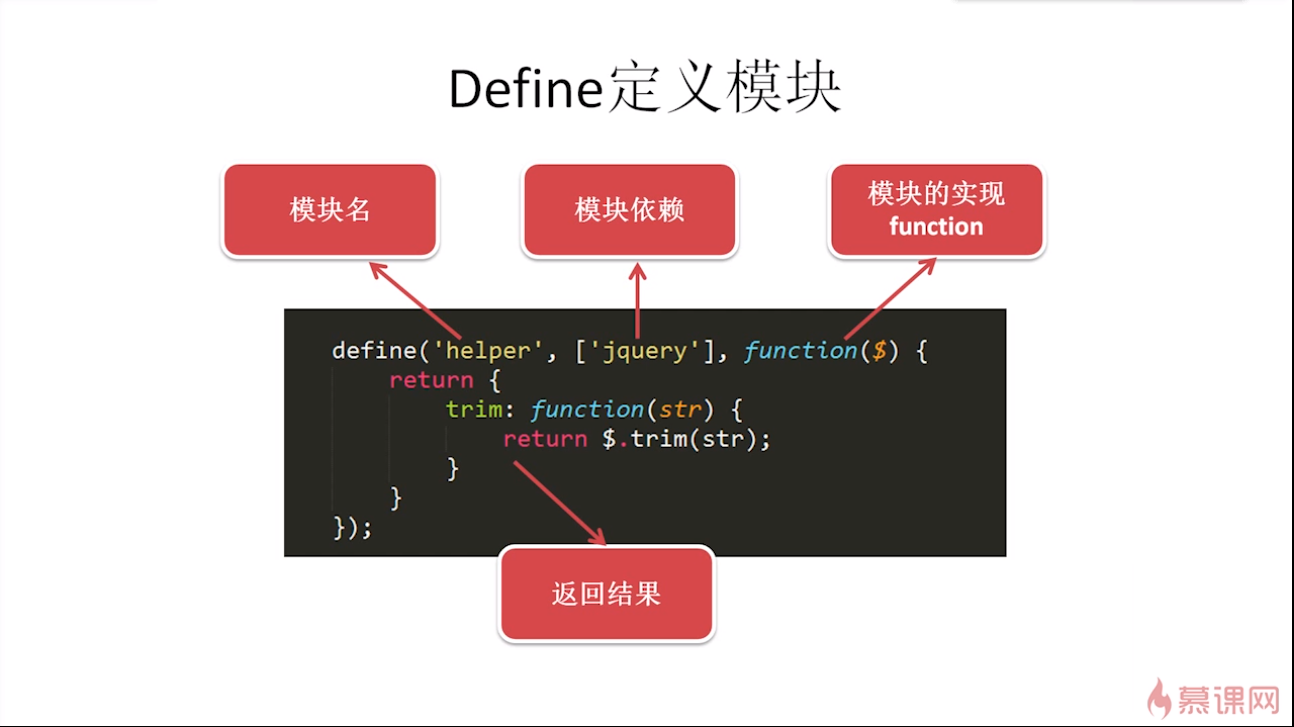 Define定义模块
模块名
模块依赖
模块的实现
function
define('helper', ['jquery'], function($) {
return {
trim: function(str) {
return $.trim(str);
}
}
});
返回结果
慕课网